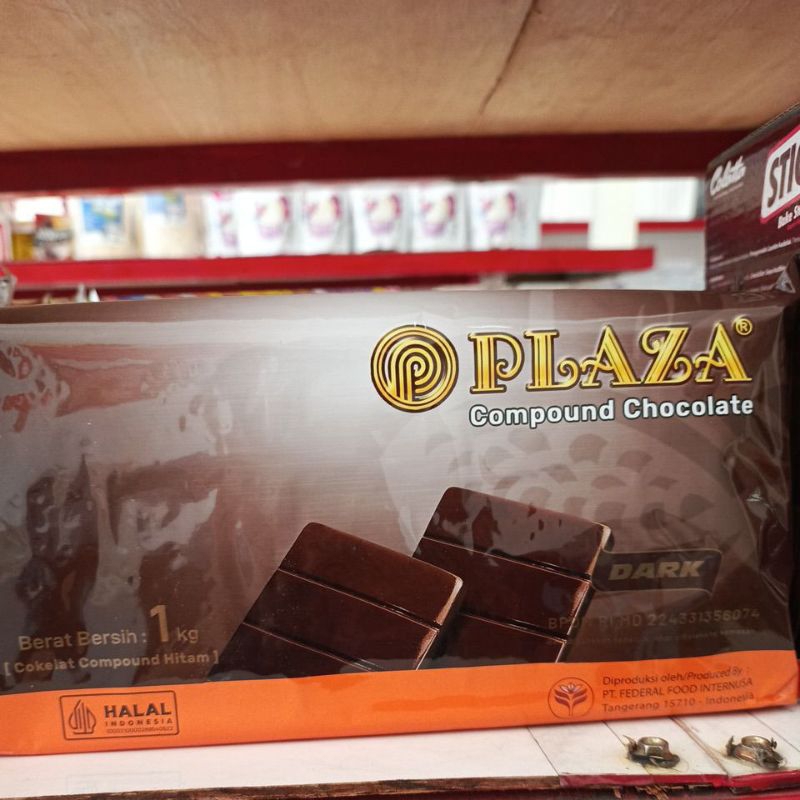 PLAZA®
Compound Chocolate
DARK
BPOM RI MD 224331356074
Berat Bersih : 1 kg
[ Cokelat Compound Hitam ]
HALAL
INDONESIA
Diproduksi oleh/Produced By :
PT. FEDERAL FOOD INTERNUSA
Tangerang 15710 - Indonesia
Colata